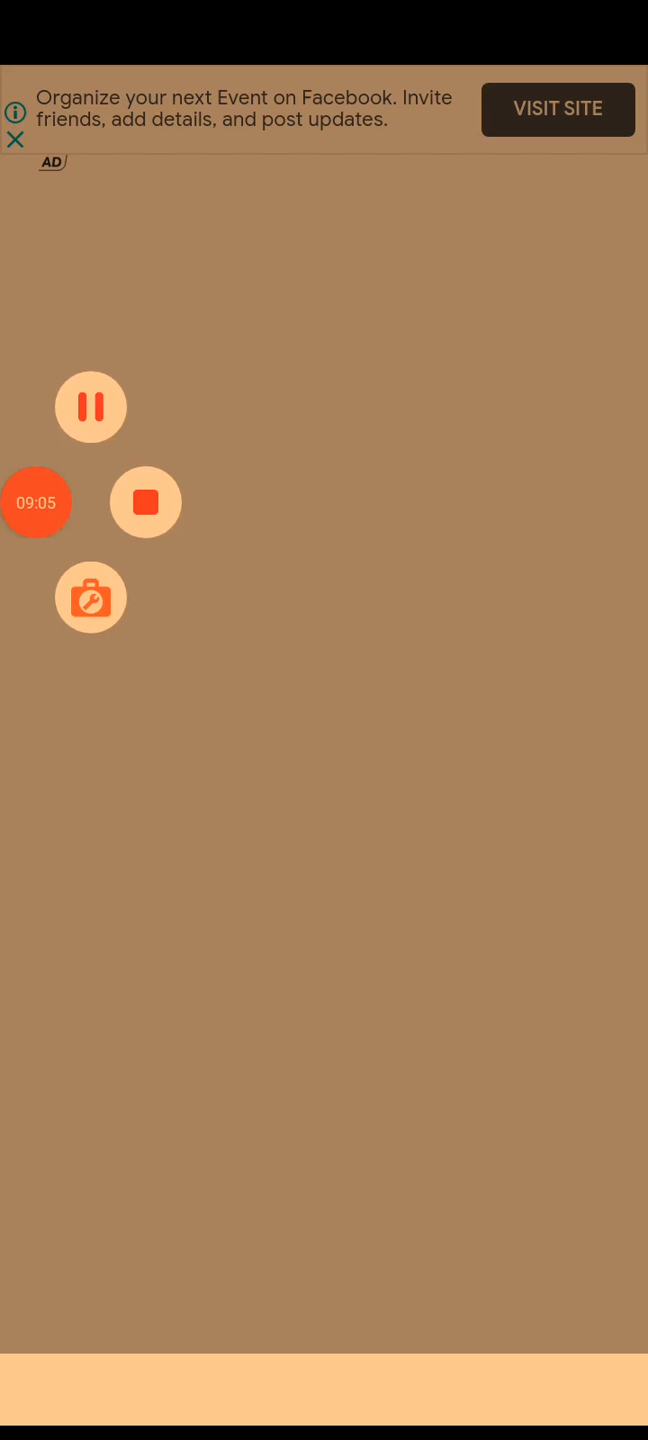 Organize your next Event on Facebook. Invite
friends, add details, and post updates.
VISIT SITE
AD
09:05